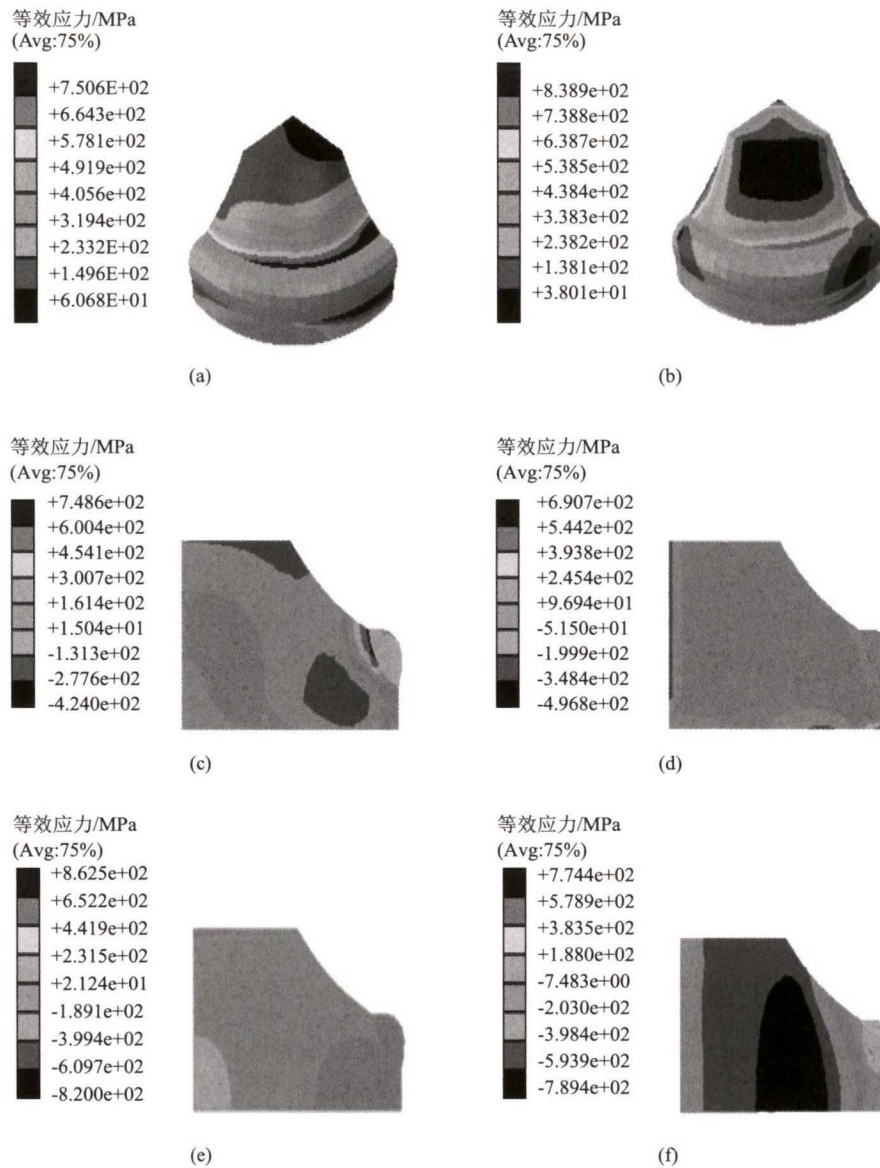 等效应力/MPa
(Avg:75%)
+7.506E+02
+6.643e+02
+5.781e+02
+4.919e+02
+4.056e+02
+3.194e+02
+2.332E+02
+1.496E+02
+6.068E+01
(a)
等效应力/MPa
(Avg:75%)
+8.389e+02
+7.388e+02
+6.387e+02
+5.385e+02
+4.384e+02
+3.383e+02
+2.382e+02
+1.381e+02
+3.801e+01
(b)
等效应力/MPa
(Avg:75%)
+7.486e+02
+6.004e+02
+4.541e+02
+3.007e+02
+1.614e+02
+1.504e+01
-1.313e+02
-2.776e+02
-4.240e+02
(c)
等效应力/MPa
(Avg:75%)
+6.907e+02
+5.442e+02
+3.938e+02
+2.454e+02
+9.694e+01
-5.150e+01
-1.999e+02
-3.484e+02
-4.968e+02
(d)
等效应力/MPa
(Avg:75%)
+8.625e+02
+6.522e+02
+4.419e+02
+2.315e+02
+2.124e+01
-1.891e+02
-3.994e+02
-6.097e+02
-8.200e+02
(e)
等效应力/MPa
(Avg:75%)
+7.744e+02
+5.789e+02
+3.835e+02
+1.880e+02
-7.483e+00
-2.030e+02
-3.984e+02
-5.939e+02
-7.894e+02
(f)